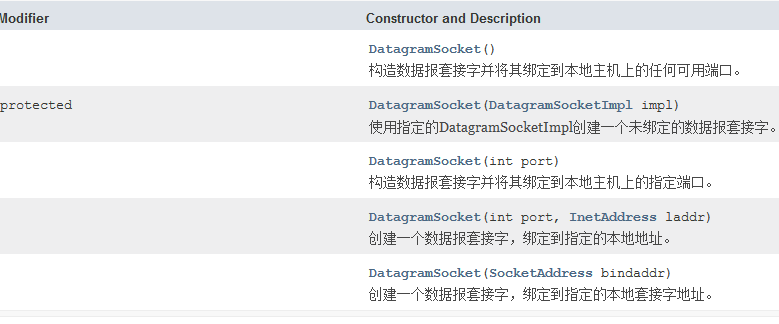 Modifier Constructor and Description
DatagramSocket()
构造数据报套接字并将其绑定到本地主机上的任何可用端口。
protected DatagramSocket(DatagramSocketImpl impl)
使用指定的DatagramSocketImpl创建一个未绑定的数据报套接字。
DatagramSocket(int port)
构造数据报套接字并将其绑定到本地主机上的指定端口。
DatagramSocket(int port, InetAddress laddr)
创建一个数据报套接字，绑定到指定的本地地址。
DatagramSocket(SocketAddress bindaddr)
创建一个数据报套接字，绑定到指定的本地套接字地址。